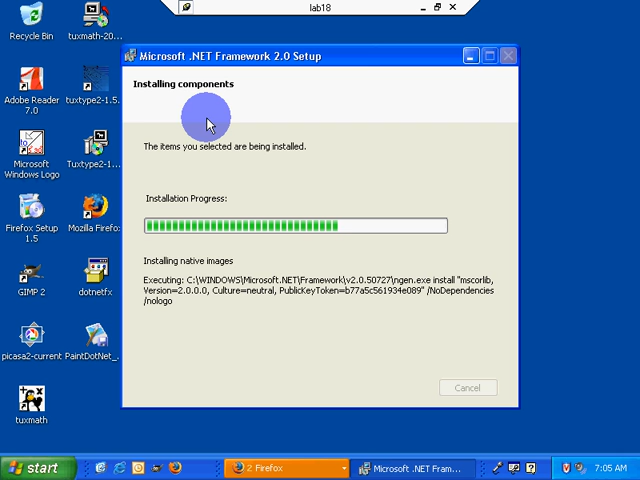 lab18
Recycle Bin
tuxmath-20...
Adobe Reader
7.0
tuxtype2-1.5...
Microsoft
Windows Logo
Tuxtype2-1...
Firefox Setup
1.5
Mozilla Firefox
GIMP 2
dotnetfx
picasa2-current
PaintDotNet_...
tuxmath
Microsoft .NET Framework 2.0 Setup
Installing components
The items you selected are being installed.
Installation Progress:
Installing native images
Executing: C:\WINDOWS\Microsoft.NET\Framework\v2.0.50727\ngen.exe install "mscorlib,
Version=2.0.0.0, Culture=neutral, PublicKeyToken=b77a5c561934e089" /NoDependencies
/nologo
Cancel
start
2 Firefox
Microsoft .NET Fram...
7:05 AM